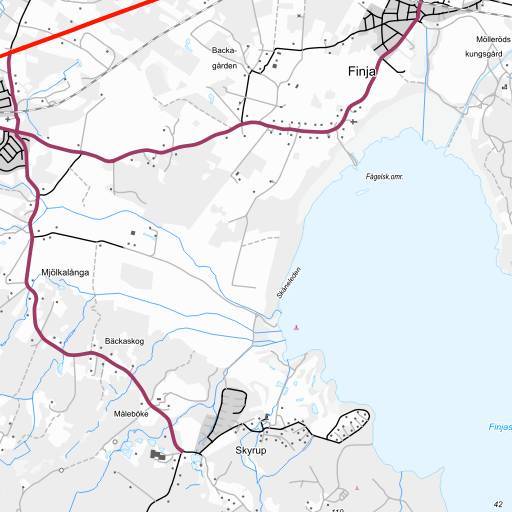 Backa-
gården
Finja
Mölleröds
kungsgård
Fågelsk.omr.
Skåneleden
Mjölkalånga
Bäckaskog
Måleböke
Skyrup
Finjas
42